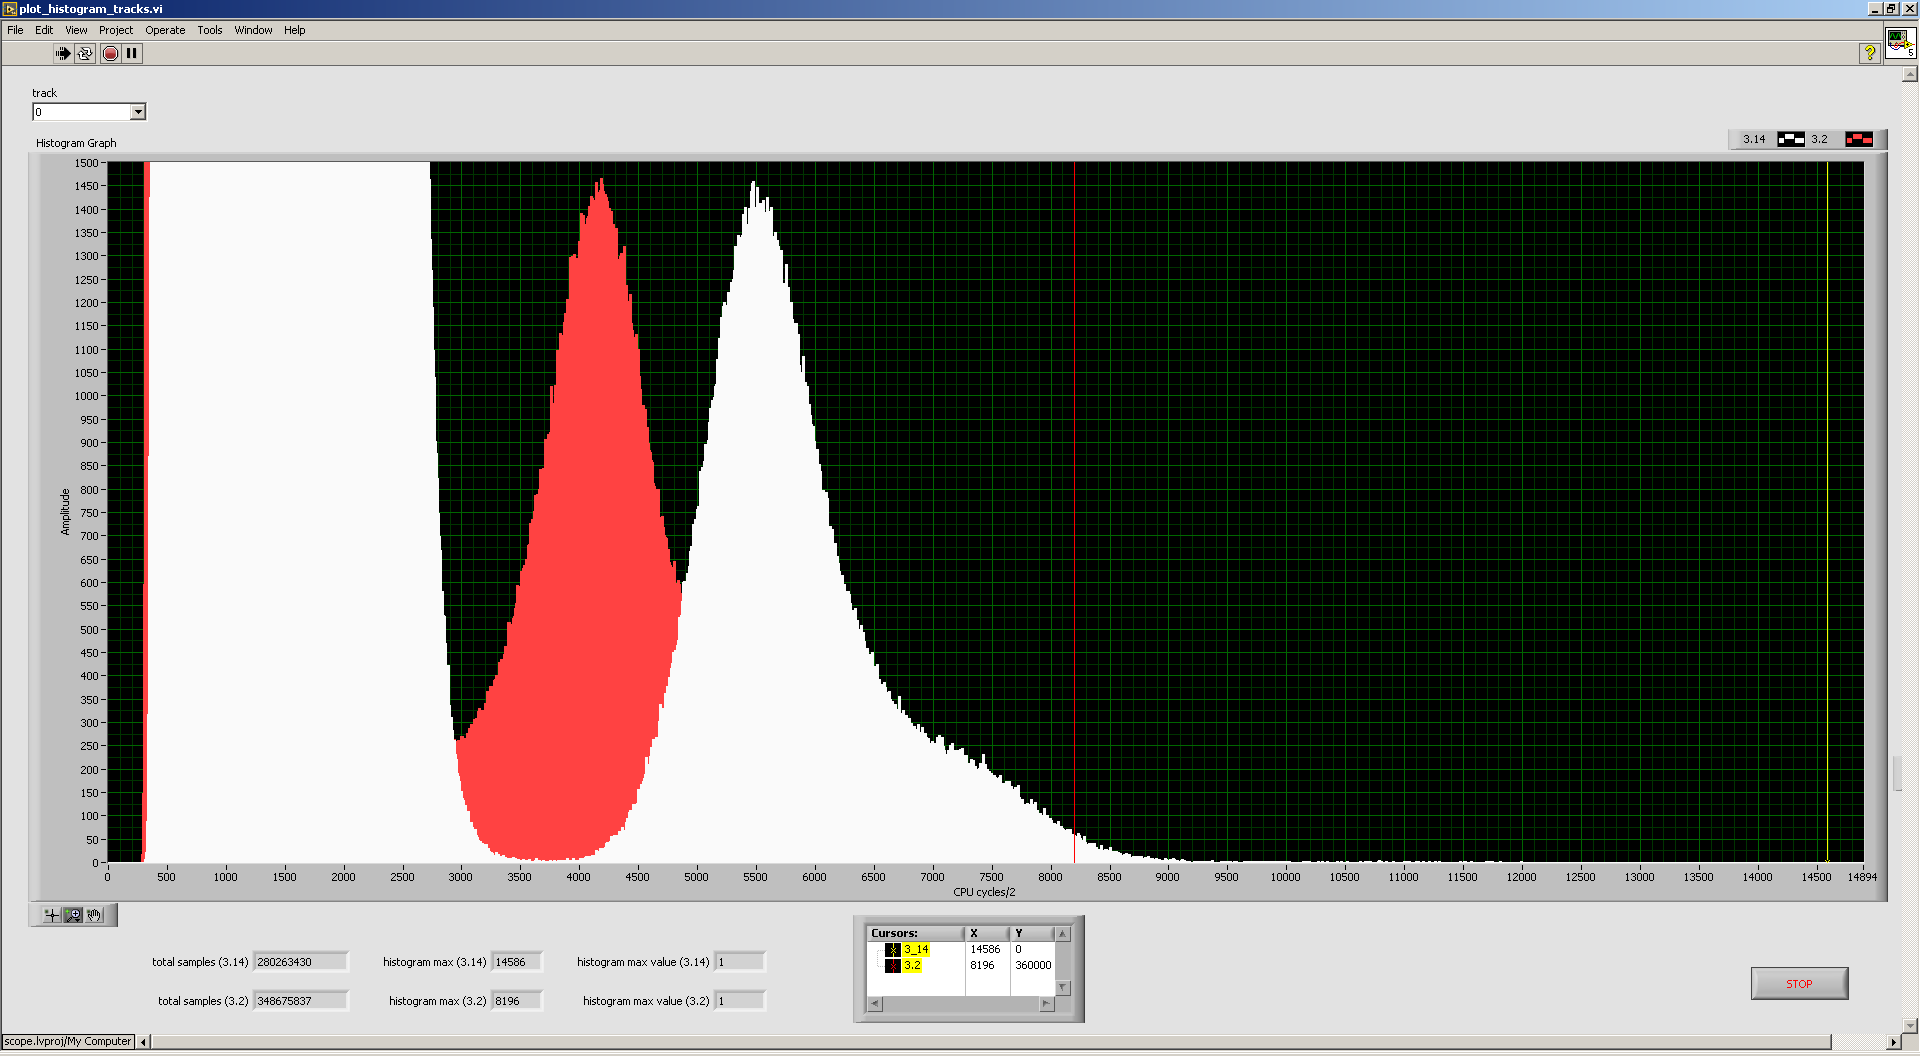 plot_histogram_tracks.vi
File Edit View Project Operate Tools Window Help
5
track
0
Histogram Graph
3.14 3.2
1500
1450
1400
1350
1300
1250
1200
1150
1100
1050
1000
950
900
850
800
750
700
650
600
550
500
450
400
350
300
250
200
150
100
50
0
Amplitude
0 500 1000 1500 2000 2500 3000 3500 4000 4500 5000 5500 6000 6500 7000 7500 8000 8500 9000 9500 10000 10500 11000 11500 12000 12500 13000 13500 14000 14500 14894
CPU cycles/2
Cursors: X Y
3_14 14586 0
3.2 8196 360000
total samples (3.14) 280263430 histogram max (3.14) 14586 histogram max value (3.14) 1
total samples (3.2) 348675837 histogram max (3.2) 8196 histogram max value (3.2) 1
STOP
scope.lvproj/My Computer